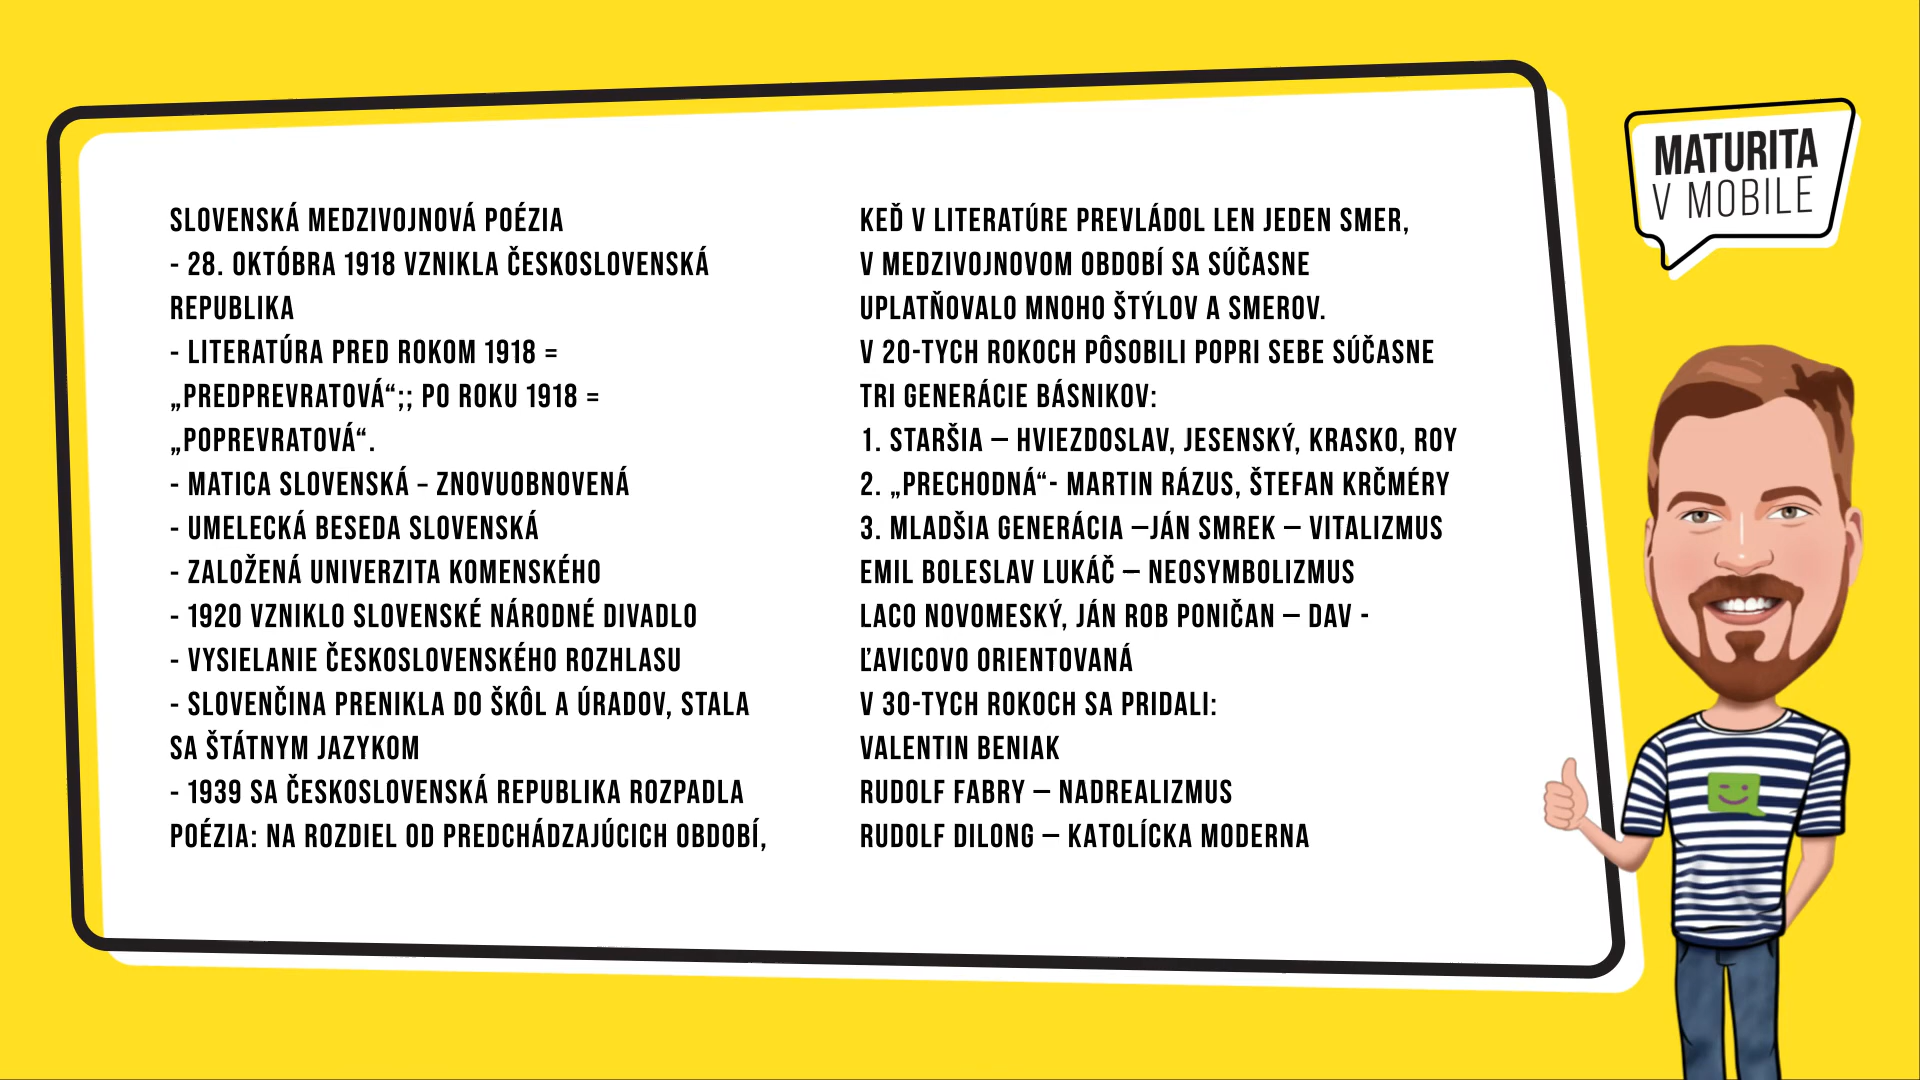 SLOVENSKÁ MEDZIVOJNOVÁ POÉZIA
- 28. OKTÓBRA 1918 VZNIKLA ČESKOSLOVENSKÁ
REPUBLIKA
- LITERATÚRA PRED ROKOM 1918 =
„PREDPREVRATOVÁ“;; PO ROKU 1918 =
„POPREVRATOVÁ“.
- MATICA SLOVENSKÁ – ZNOVUOBNOVENÁ
- UMELECKÁ BESEDA SLOVENSKÁ
- ZALOŽENÁ UNIVERZITA KOMENSKÉHO
- 1920 VZNIKLO SLOVENSKÉ NÁRODNÉ DIVADLO
- VYSIELANIE ČESKOSLOVENSKÉHO ROZHLASU
- SLOVENČINA PRENIKLA DO ŠKÔL A ÚRADOV, STALA
SA ŠTÁTNYM JAZYKOM
- 1939 SA ČESKOSLOVENSKÁ REPUBLIKA ROZPADLA
POÉZIA: NA ROZDIEL OD PREDCHÁDZAJÚCICH OBDOBÍ,
KEĎ V LITERATÚRE PREVLÁDOL LEN JEDEN SMER,
V MEDZIVOJNOVOM OBDOBÍ SA SÚČASNE
UPLATŇOVALO MNOHO ŠTÝLOV A SMEROV.
V 20-TYCH ROKOCH PÔSOBILI POPRI SEBE SÚČASNE
TRI GENERÁCIE BÁSNIKOV:
1. STARŠIA – HVIEZDOSLAV, JESENSKÝ, KRASKO, ROY
2. „PRECHODNÁ“- MARTIN RÁZUS, ŠTEFAN KRČMÉRY
3. MLADŠIA GENERÁCIA –JÁN SMREK – VITALIZMUS
EMIL BOLESLAV LUKÁČ – NEOSYMBOLIZMUS
LACO NOVOMESKÝ, JÁN ROB PONIČAN – DAV -
ĽAVICOVO ORIENTOVANÁ
V 30-TYCH ROKOCH SA PRIDALI:
VALENTIN BENIAK
RUDOLF FABRY – NADREALIZMUS
RUDOLF DILONG – KATOLÍCKA MODERNA
MATURITA
V MOBILE